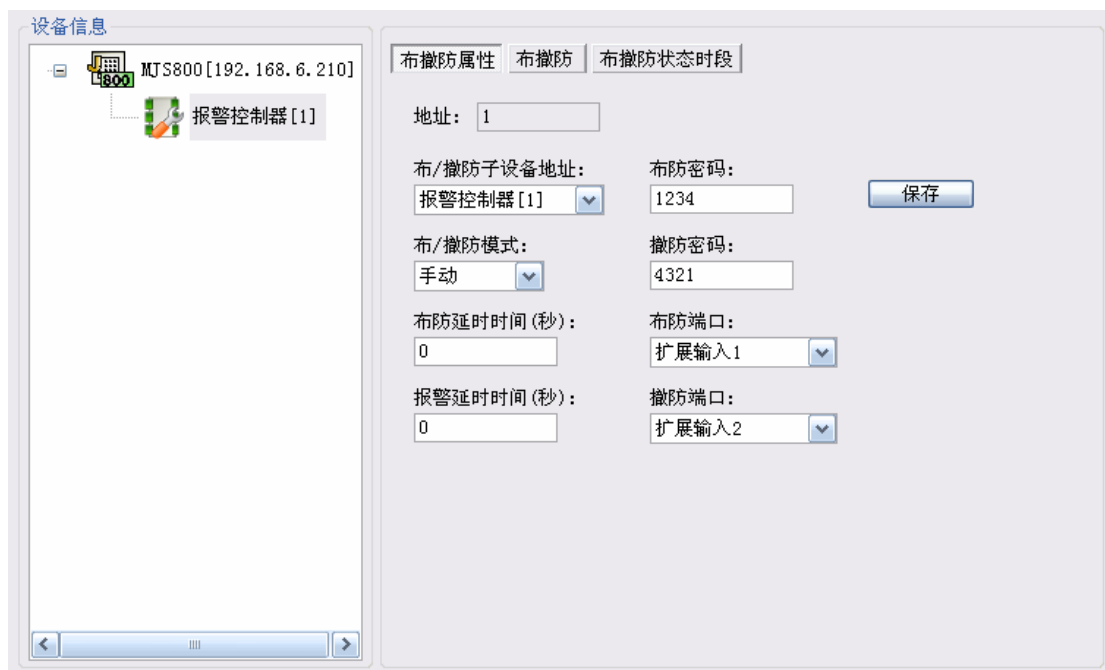 设备信息
MJS800[192.168.6.210]
800
报警控制器[1]
布撤防属性 布撤防 布撤防状态时段
地址: 1
布/撤防子设备地址: 布防密码:
报警控制器[1] 1234 保存
布/撤防模式: 撤防密码:
手动 4321
布防延时时间(秒): 布防端口:
0 扩展输入1
报警延时时间(秒): 撤防端口:
0 扩展输入2